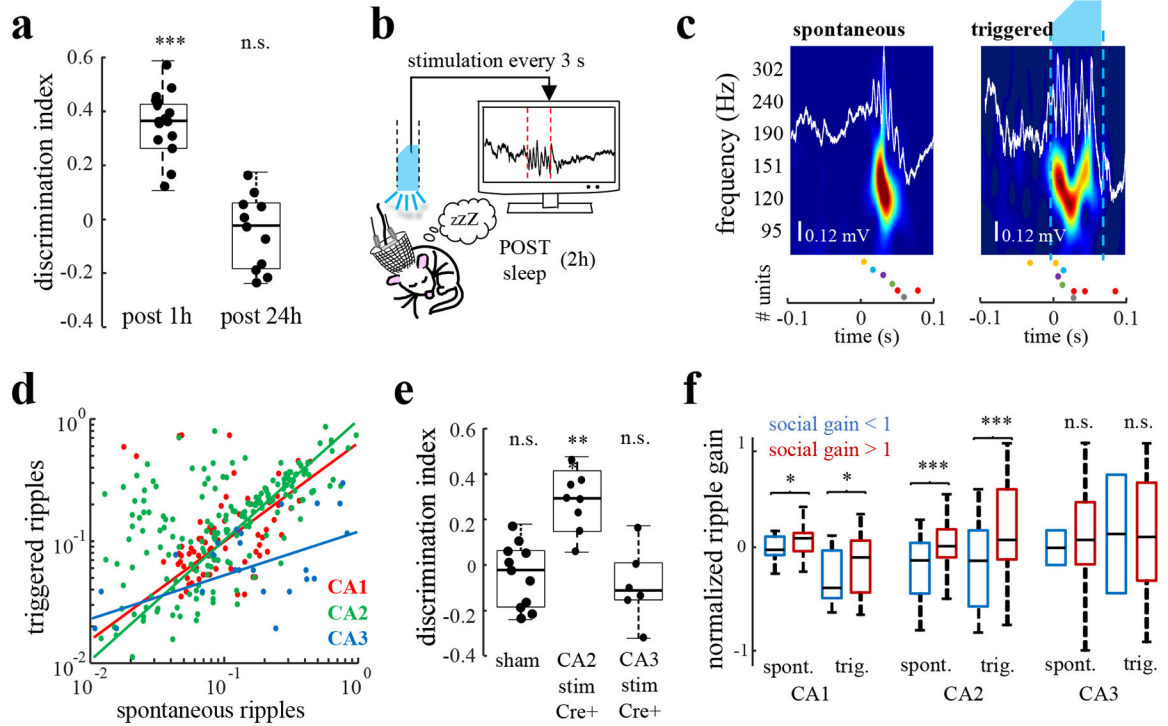 a
***
n.s.
0.6
0.4
0.2
0
-0.2
-0.4
discrimination index
post 1h
post 24h
b
stimulation every 3 s
zzZ
POST
sleep
(2h)
c
spontaneous
triggered
frequency (Hz)
302
240
190
151
120
95
0.12 mV
0.12 mV
# units
-0.1
0
0.1
-0.1
0
0.1
time (s)
time (s)
d
triggered ripples
10⁰
10⁻¹
10⁻²
CA1
CA2
CA3
10⁻²
10⁻¹
10⁰
spontaneous ripples
e
n.s.
**
*
n.s.
0.6
0.4
0.2
0
-0.2
-0.4
discrimination index
sham
CA2
stim
Cre+
CA3
stim
Cre+
f
social gain < 1
social gain > 1
*
*
***
***
n.s.
n.s.
normalized ripple gain
1
0
-1
spont.
trig.
spont.
trig.
spont.
trig.
CA1
CA2
CA3